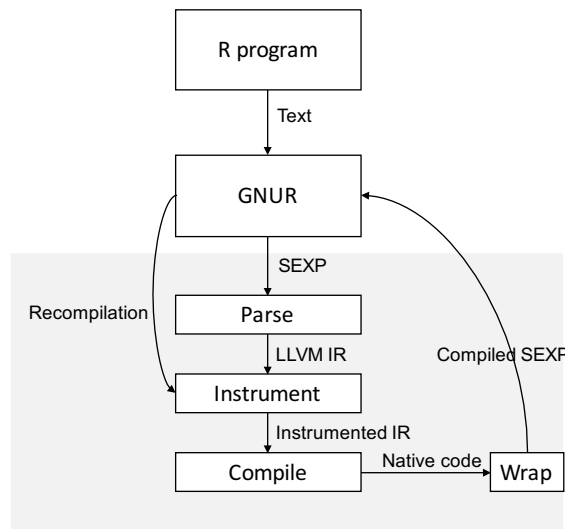 R program
Text
GNUR
SEXP
Recompilation
Parse
LLVM IR
Compiled SEXP
Instrument
Instrumented IR
Compile
Native code
Wrap